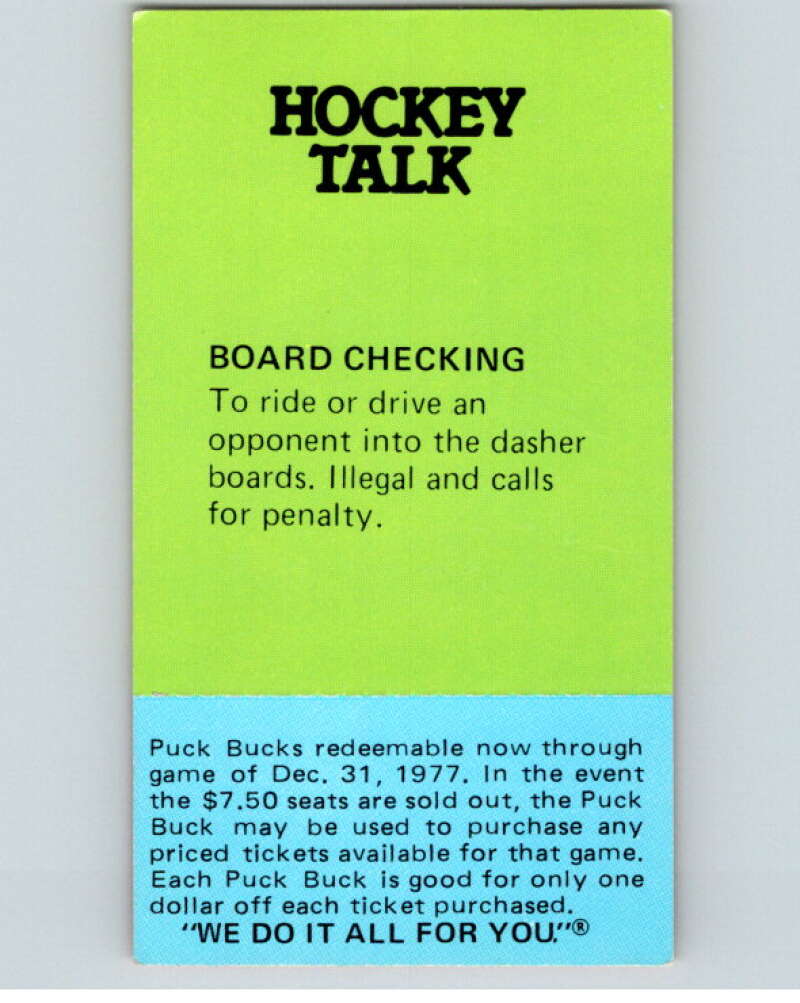 HOCKEY
TALK
BOARD CHECKING
To ride or drive an
opponent into the dasher
boards. Illegal and calls
for penalty.
Puck Bucks redeemable now through
game of Dec. 31, 1977. In the event
the $7.50 seats are sold out, the Puck
Buck may be used to purchase any
priced tickets available for that game.
Each Puck Buck is good for only one
dollar off each ticket purchased.
"WE DO IT ALL FOR YOU."®